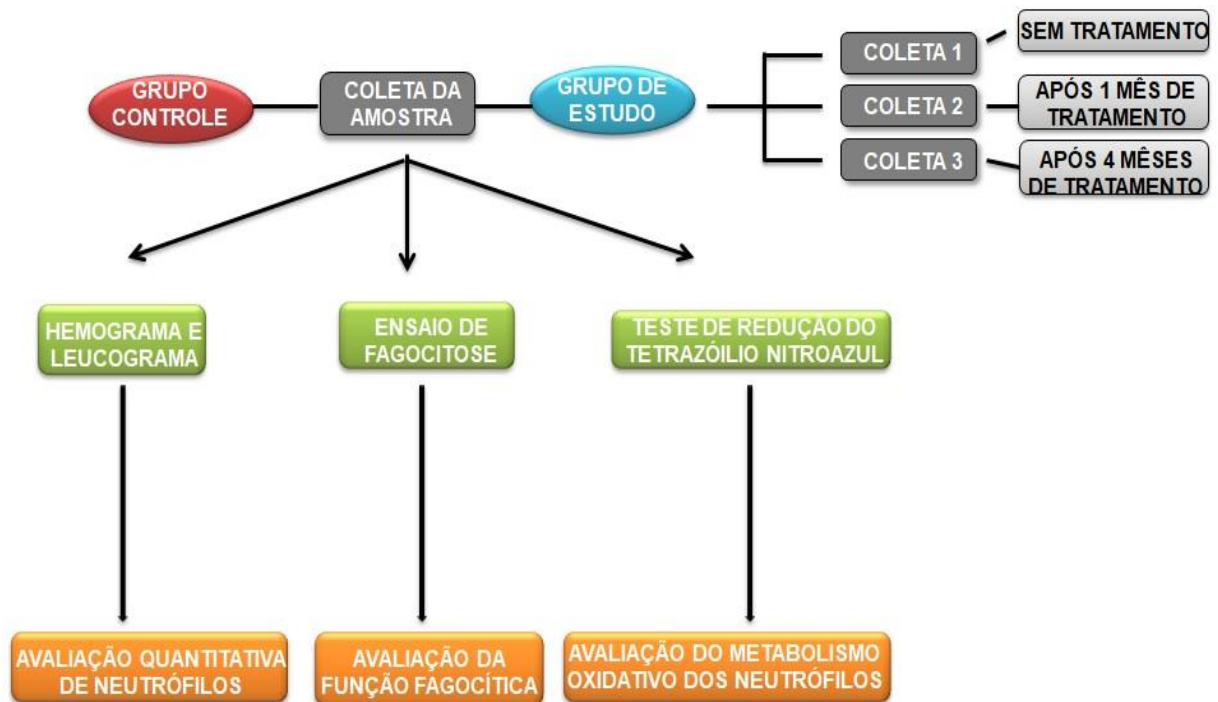 GRUPO
CONTROLE
COLETA DA
AMOSTRA
GRUPO DE
ESTUDO
COLETA 1
SEM TRATAMENTO
COLETA 2
APÓS 1 MÊS DE
TRATAMENTO
COLETA 3
APÓS 4 MÊSES
DE TRATAMENTO
HEMOGRAMA E
LEUCOGRAMA
ENSAIO DE
FAGOCITOSE
TESTE DE REDUÇÃO DO
TETRAZÓILIO NITROAZUL
AVALIAÇÃO QUANTITATIVA
DE NEUTRÓFILOS
AVALIAÇÃO DA
FUNÇÃO FAGOCÍTICA
AVALIAÇÃO DO METABOLISMO
OXIDATIVO DOS NEUTRÓFILOS